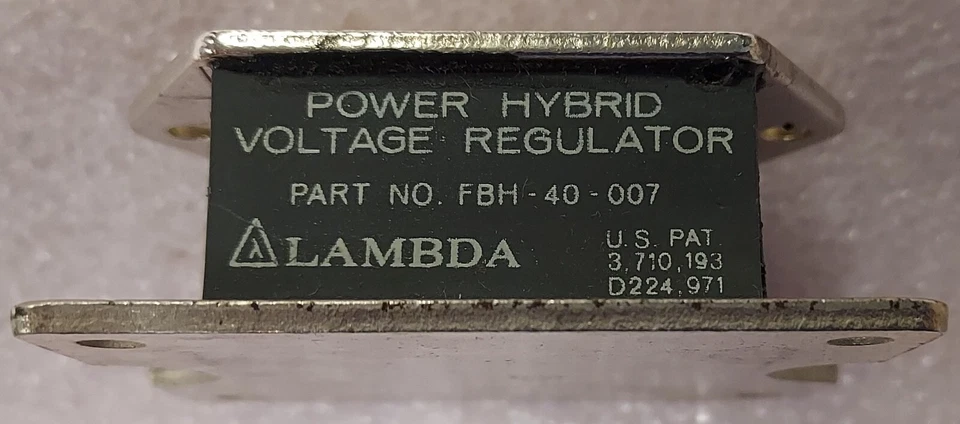 POWER HYBRID
VOLTAGE REGULATOR
PART NO. FBH-40-007
λ LAMBDA
U.S. PAT.
3,710,193
D224,971